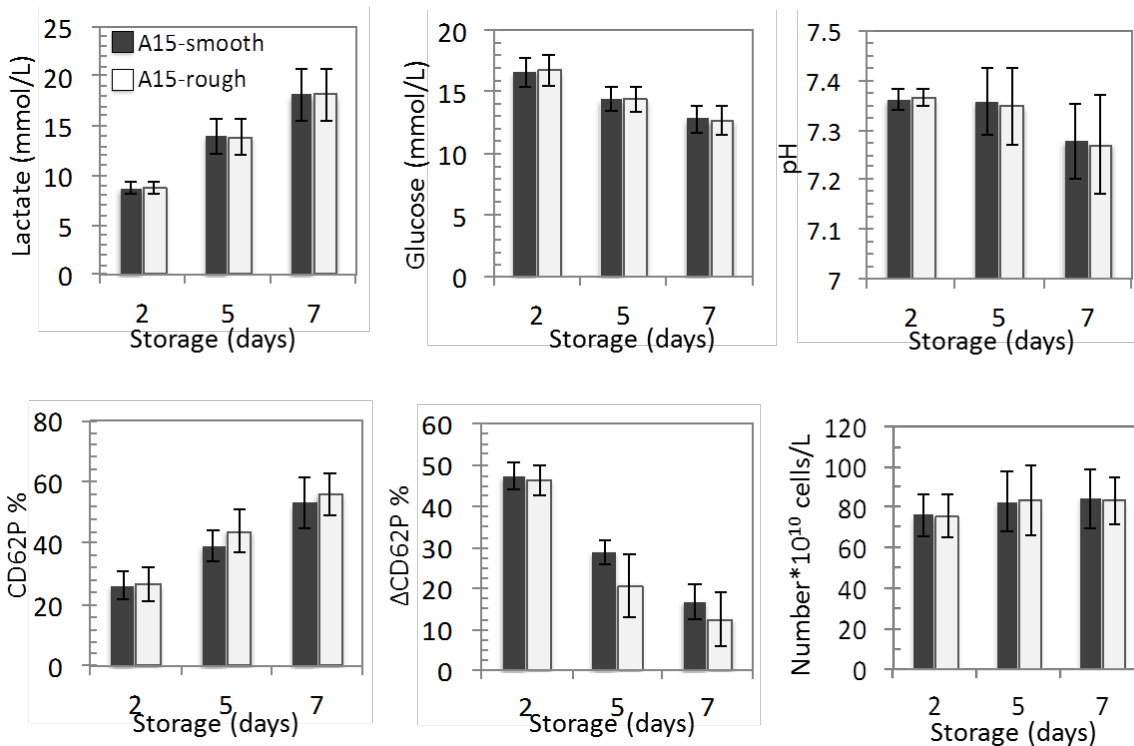 Lactate (mmol/L)
25
20
15
10
5
0
A15-smooth
A15-rough
2 5 7
Storage (days)
Glucose (mmol/L)
20
15
10
5
0
2 5 7
Storage (days)
pH
7.5
7.4
7.3
7.2
7.1
7
2 5 7
Storage (days)
CD62P %
80
60
40
20
0
2 5 7
Storage (days)
ΔCD62P %
60
50
40
30
20
10
0
2 5 7
Storage (days)
Number*10¹⁰ cells/L
120
100
80
60
40
20
0
2 5 7
Storage (days)